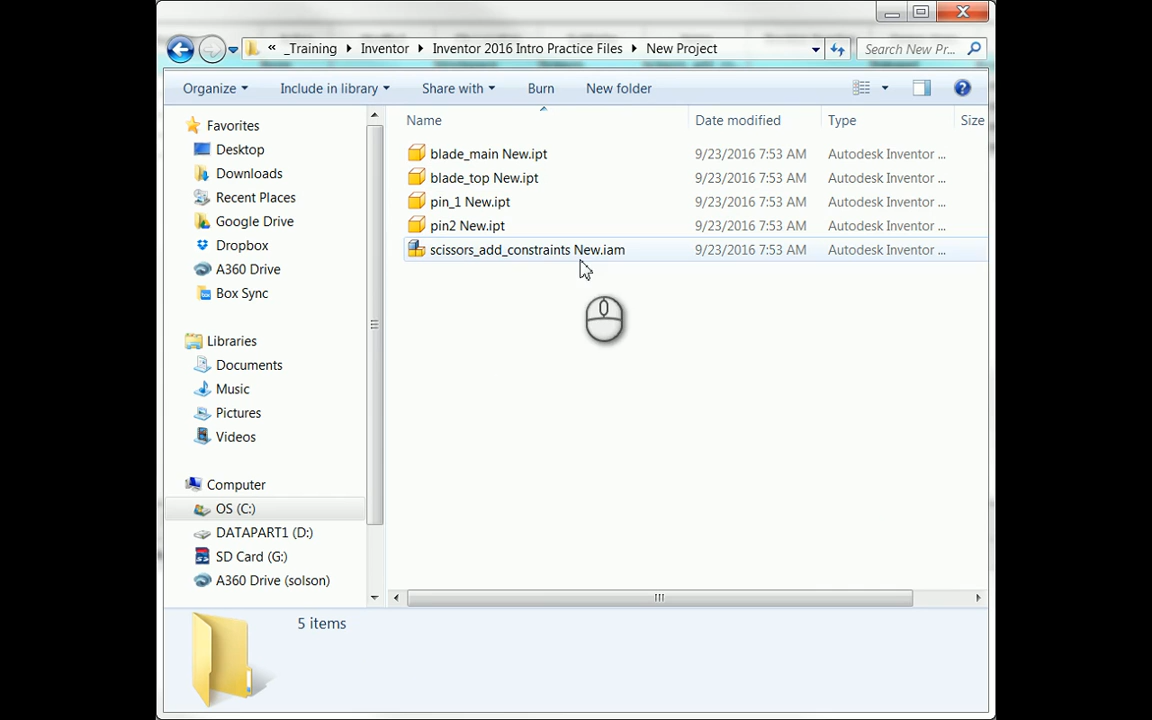 « _Training Inventor Inventor 2016 Intro Practice Files New Project Search New Pr...
Organize Include in library Share with Burn New folder
Name Date modified Type Size
Favorites
Desktop
Downloads
Recent Places
Google Drive
Dropbox
A360 Drive
Box Sync
Libraries
Documents
Music
Pictures
Videos
Computer
OS (C:)
DATAPART1 (D:)
SD Card (G:)
A360 Drive (solson)
blade_main New.ipt 9/23/2016 7:53 AM Autodesk Inventor ...
blade_top New.ipt 9/23/2016 7:53 AM Autodesk Inventor ...
pin_1 New.ipt 9/23/2016 7:53 AM Autodesk Inventor ...
pin2 New.ipt 9/23/2016 7:53 AM Autodesk Inventor ...
scissors_add_constraints New.iam 9/23/2016 7:53 AM Autodesk Inventor ...
5 items